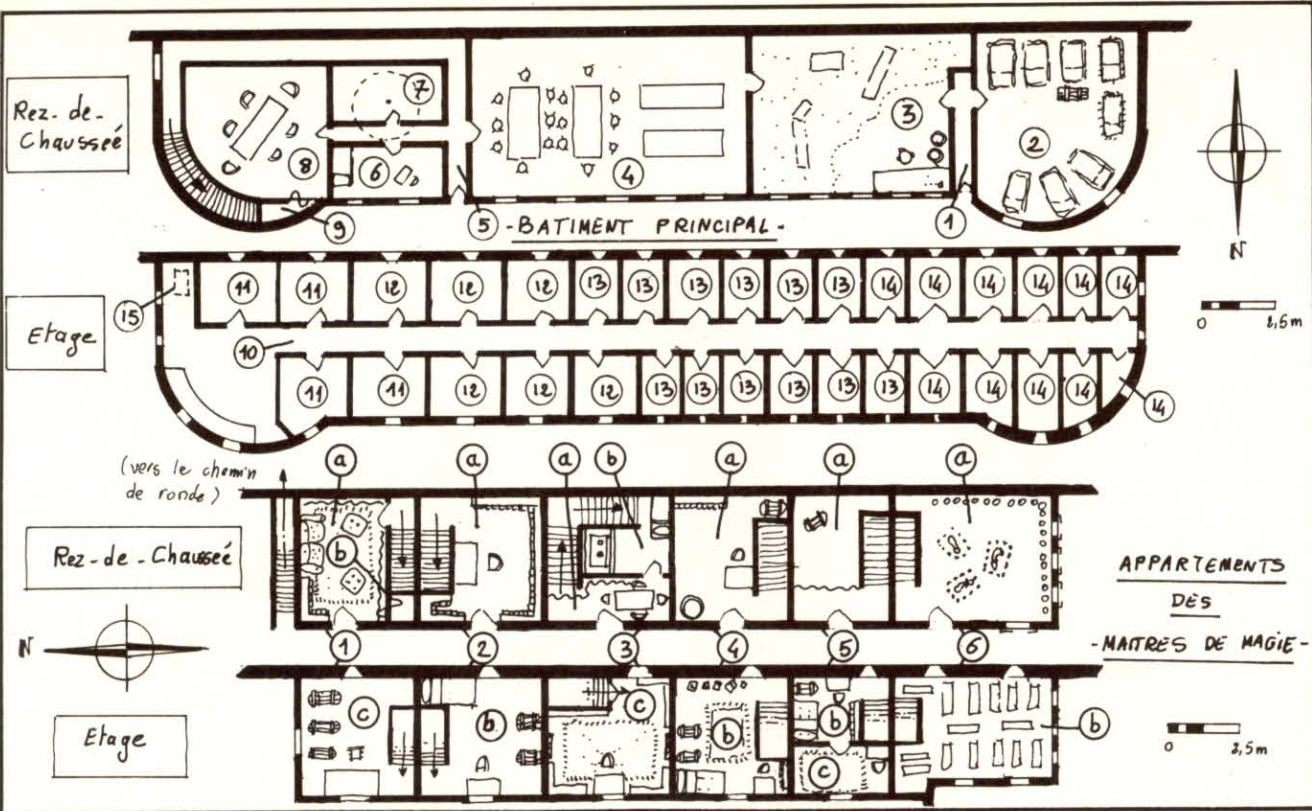 Rez-de-
Chausseé
7
8
6
9
5
4
3
1
2
N
- BATIMENT PRINCIPAL -
Etage
15
11 11 12 12 12 13 13 13 13 13 13 14 14 14 14 14 14
10
11 11 12 12 12 13 13 13 13 13 13 14 14 14 14
14
0 2,5m
(vers le chemin
de ronde)
a a a b a a a
Rez-de-Chausseé
b
N
1 2 3 4 5 6
APPARTEMENTS
DES
- MAITRES DE MAGIE -
Etage
c b c b b c b
0 2,5m